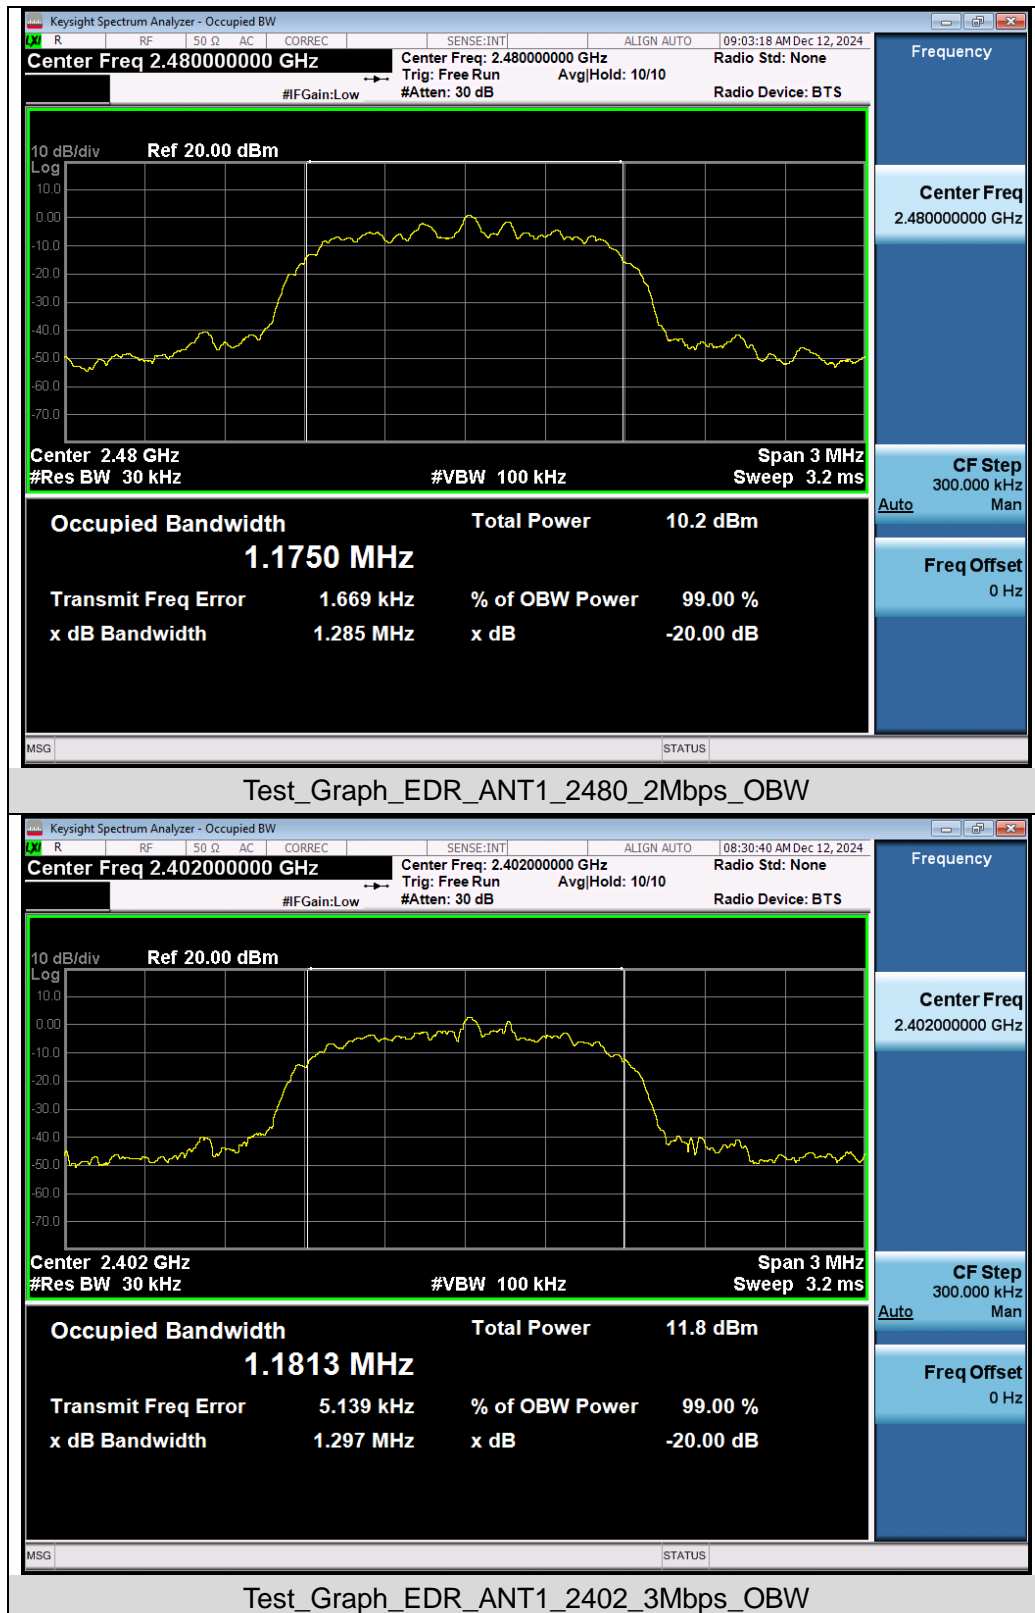 Keysight Spectrum Analyzer - Occupied BW
LXI R RF 50 Ω AC CORREC SENSE:INT ALIGN AUTO 09:03:18 AM Dec 12, 2024
Center Freq 2.480000000 GHz Center Freq: 2.480000000 GHz Radio Std: None
Trig: Free Run Avg|Hold: 10/10
#IFGain:Low #Atten: 30 dB Radio Device: BTS
Frequency
10 dB/div Ref 20.00 dBm
Log
10.0
0.00
-10.0
-20.0
-30.0
-40.0
-50.0
-60.0
-70.0
Center 2.48 GHz Span 3 MHz
#Res BW 30 kHz #VBW 100 kHz Sweep 3.2 ms
Center Freq
2.480000000 GHz
CF Step
300.000 kHz
Auto Man
Freq Offset
0 Hz
Occupied Bandwidth Total Power 10.2 dBm
1.1750 MHz
Transmit Freq Error 1.669 kHz % of OBW Power 99.00 %
x dB Bandwidth 1.285 MHz x dB -20.00 dB
MSG STATUS
Test_Graph_EDR_ANT1_2480_2Mbps_OBW
Keysight Spectrum Analyzer - Occupied BW
LXI R RF 50 Ω AC CORREC SENSE:INT ALIGN AUTO 08:30:40 AM Dec 12, 2024
Center Freq 2.402000000 GHz Center Freq: 2.402000000 GHz Radio Std: None
Trig: Free Run Avg|Hold: 10/10
#IFGain:Low #Atten: 30 dB Radio Device: BTS
Frequency
10 dB/div Ref 20.00 dBm
Log
10.0
0.00
-10.0
-20.0
-30.0
-40.0
-50.0
-60.0
-70.0
Center 2.402 GHz Span 3 MHz
#Res BW 30 kHz #VBW 100 kHz Sweep 3.2 ms
Center Freq
2.402000000 GHz
CF Step
300.000 kHz
Auto Man
Freq Offset
0 Hz
Occupied Bandwidth Total Power 11.8 dBm
1.1813 MHz
Transmit Freq Error 5.139 kHz % of OBW Power 99.00 %
x dB Bandwidth 1.297 MHz x dB -20.00 dB
MSG STATUS
Test_Graph_EDR_ANT1_2402_3Mbps_OBW